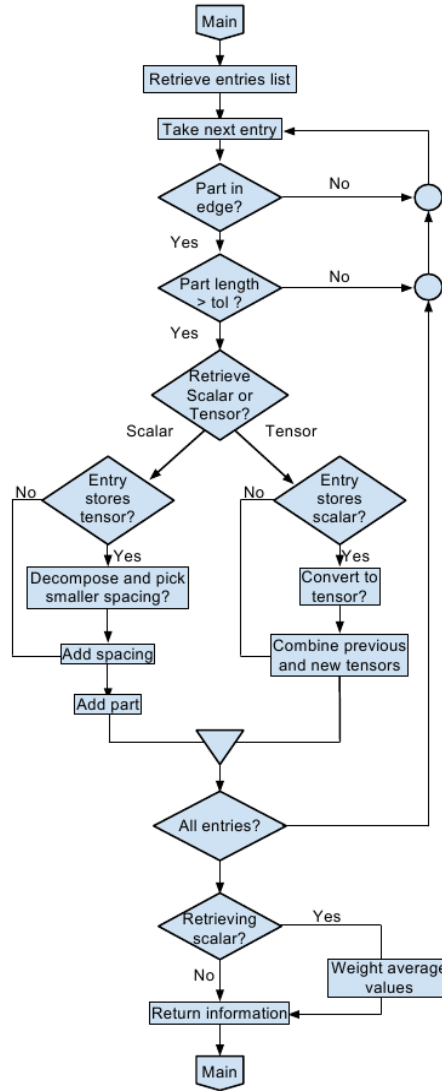 Main
Retrieve entries list
Take next entry
Part in
edge?
No
Yes
Part length
> tol ?
No
Yes
Retrieve
Scalar or
Tensor?
Scalar
Tensor
Entry
stores
tensor?
No
Yes
Entry
stores
scalar?
No
Yes
Decompose and pick
smaller spacing?
Convert to
tensor?
Add spacing
Combine previous
and new tensors
Add part
All entries?
Retrieving
scalar?
Yes
No
Weight average
values
Return information
Main